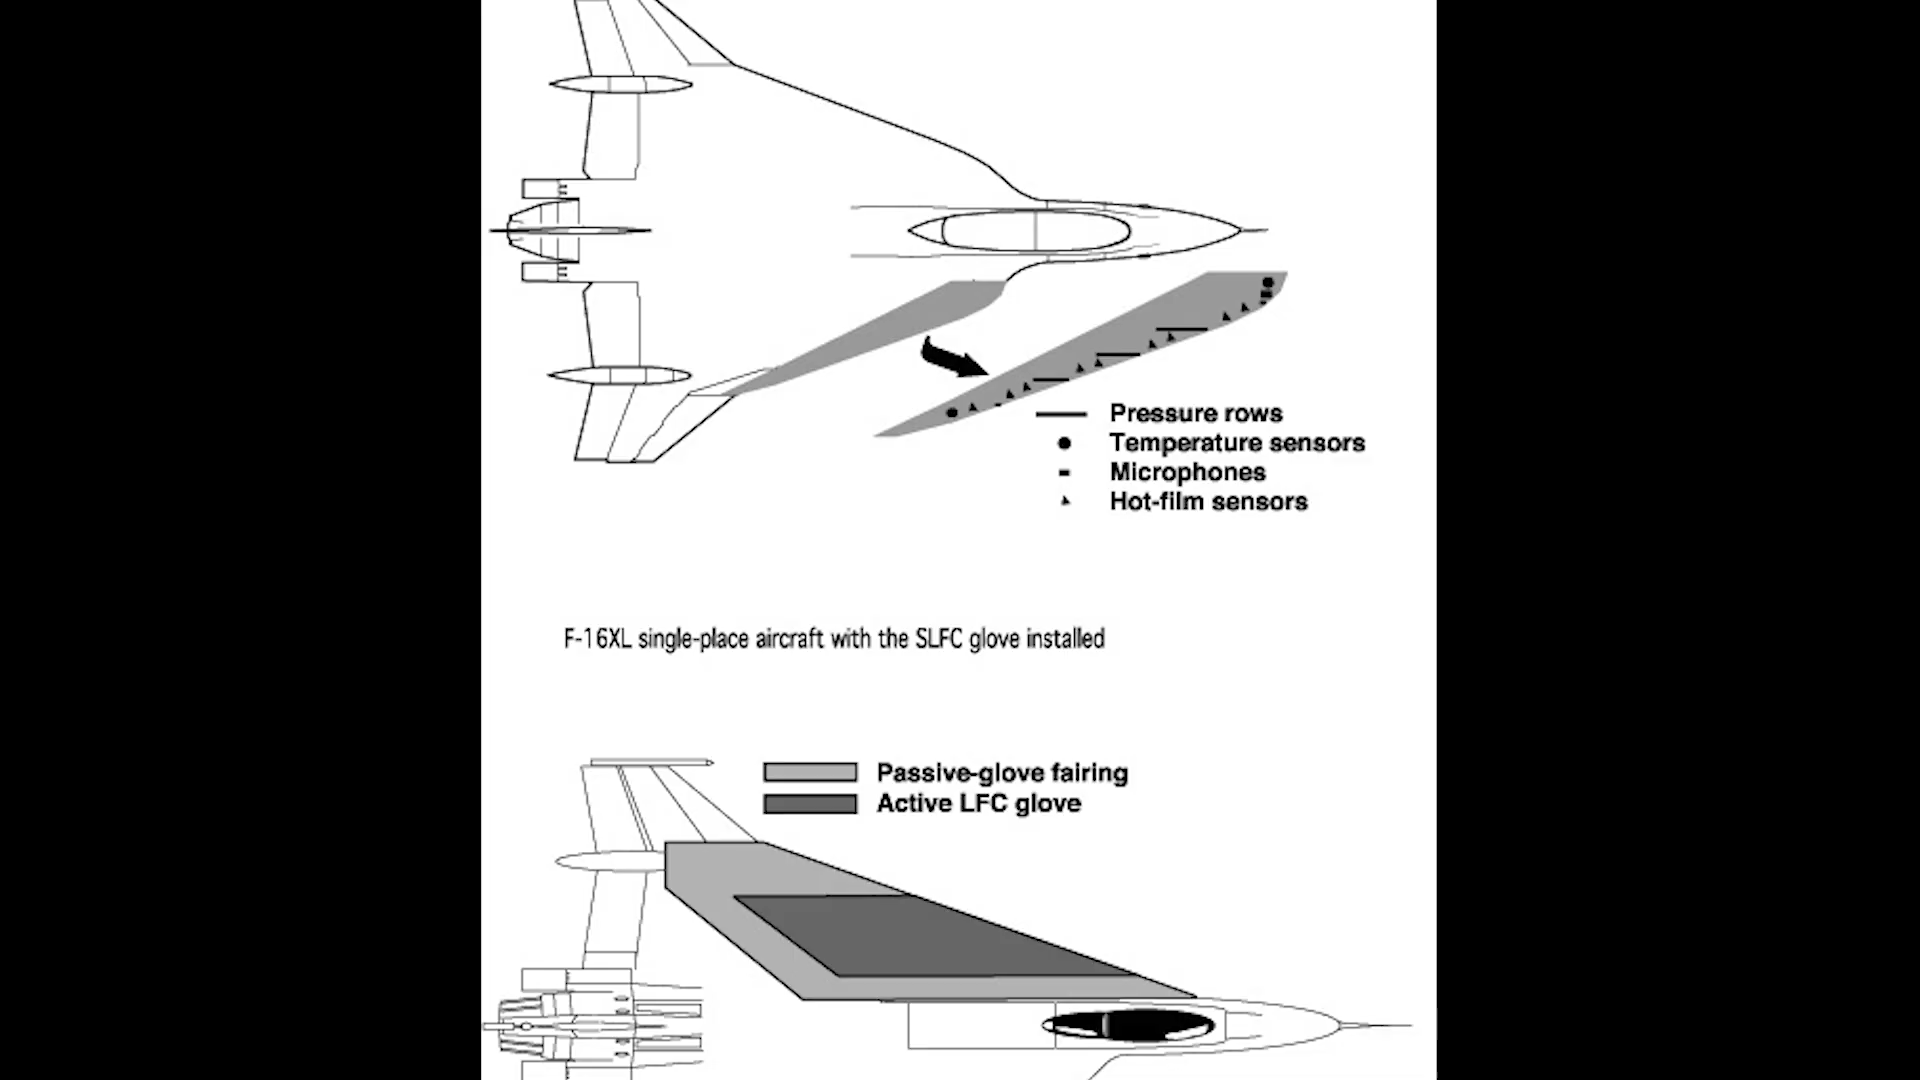 Pressure rows
Temperature sensors
Microphones
Hot-film sensors
F-16XL single-place aircraft with the SLFC glove installed
Passive-glove fairing
Active LFC glove